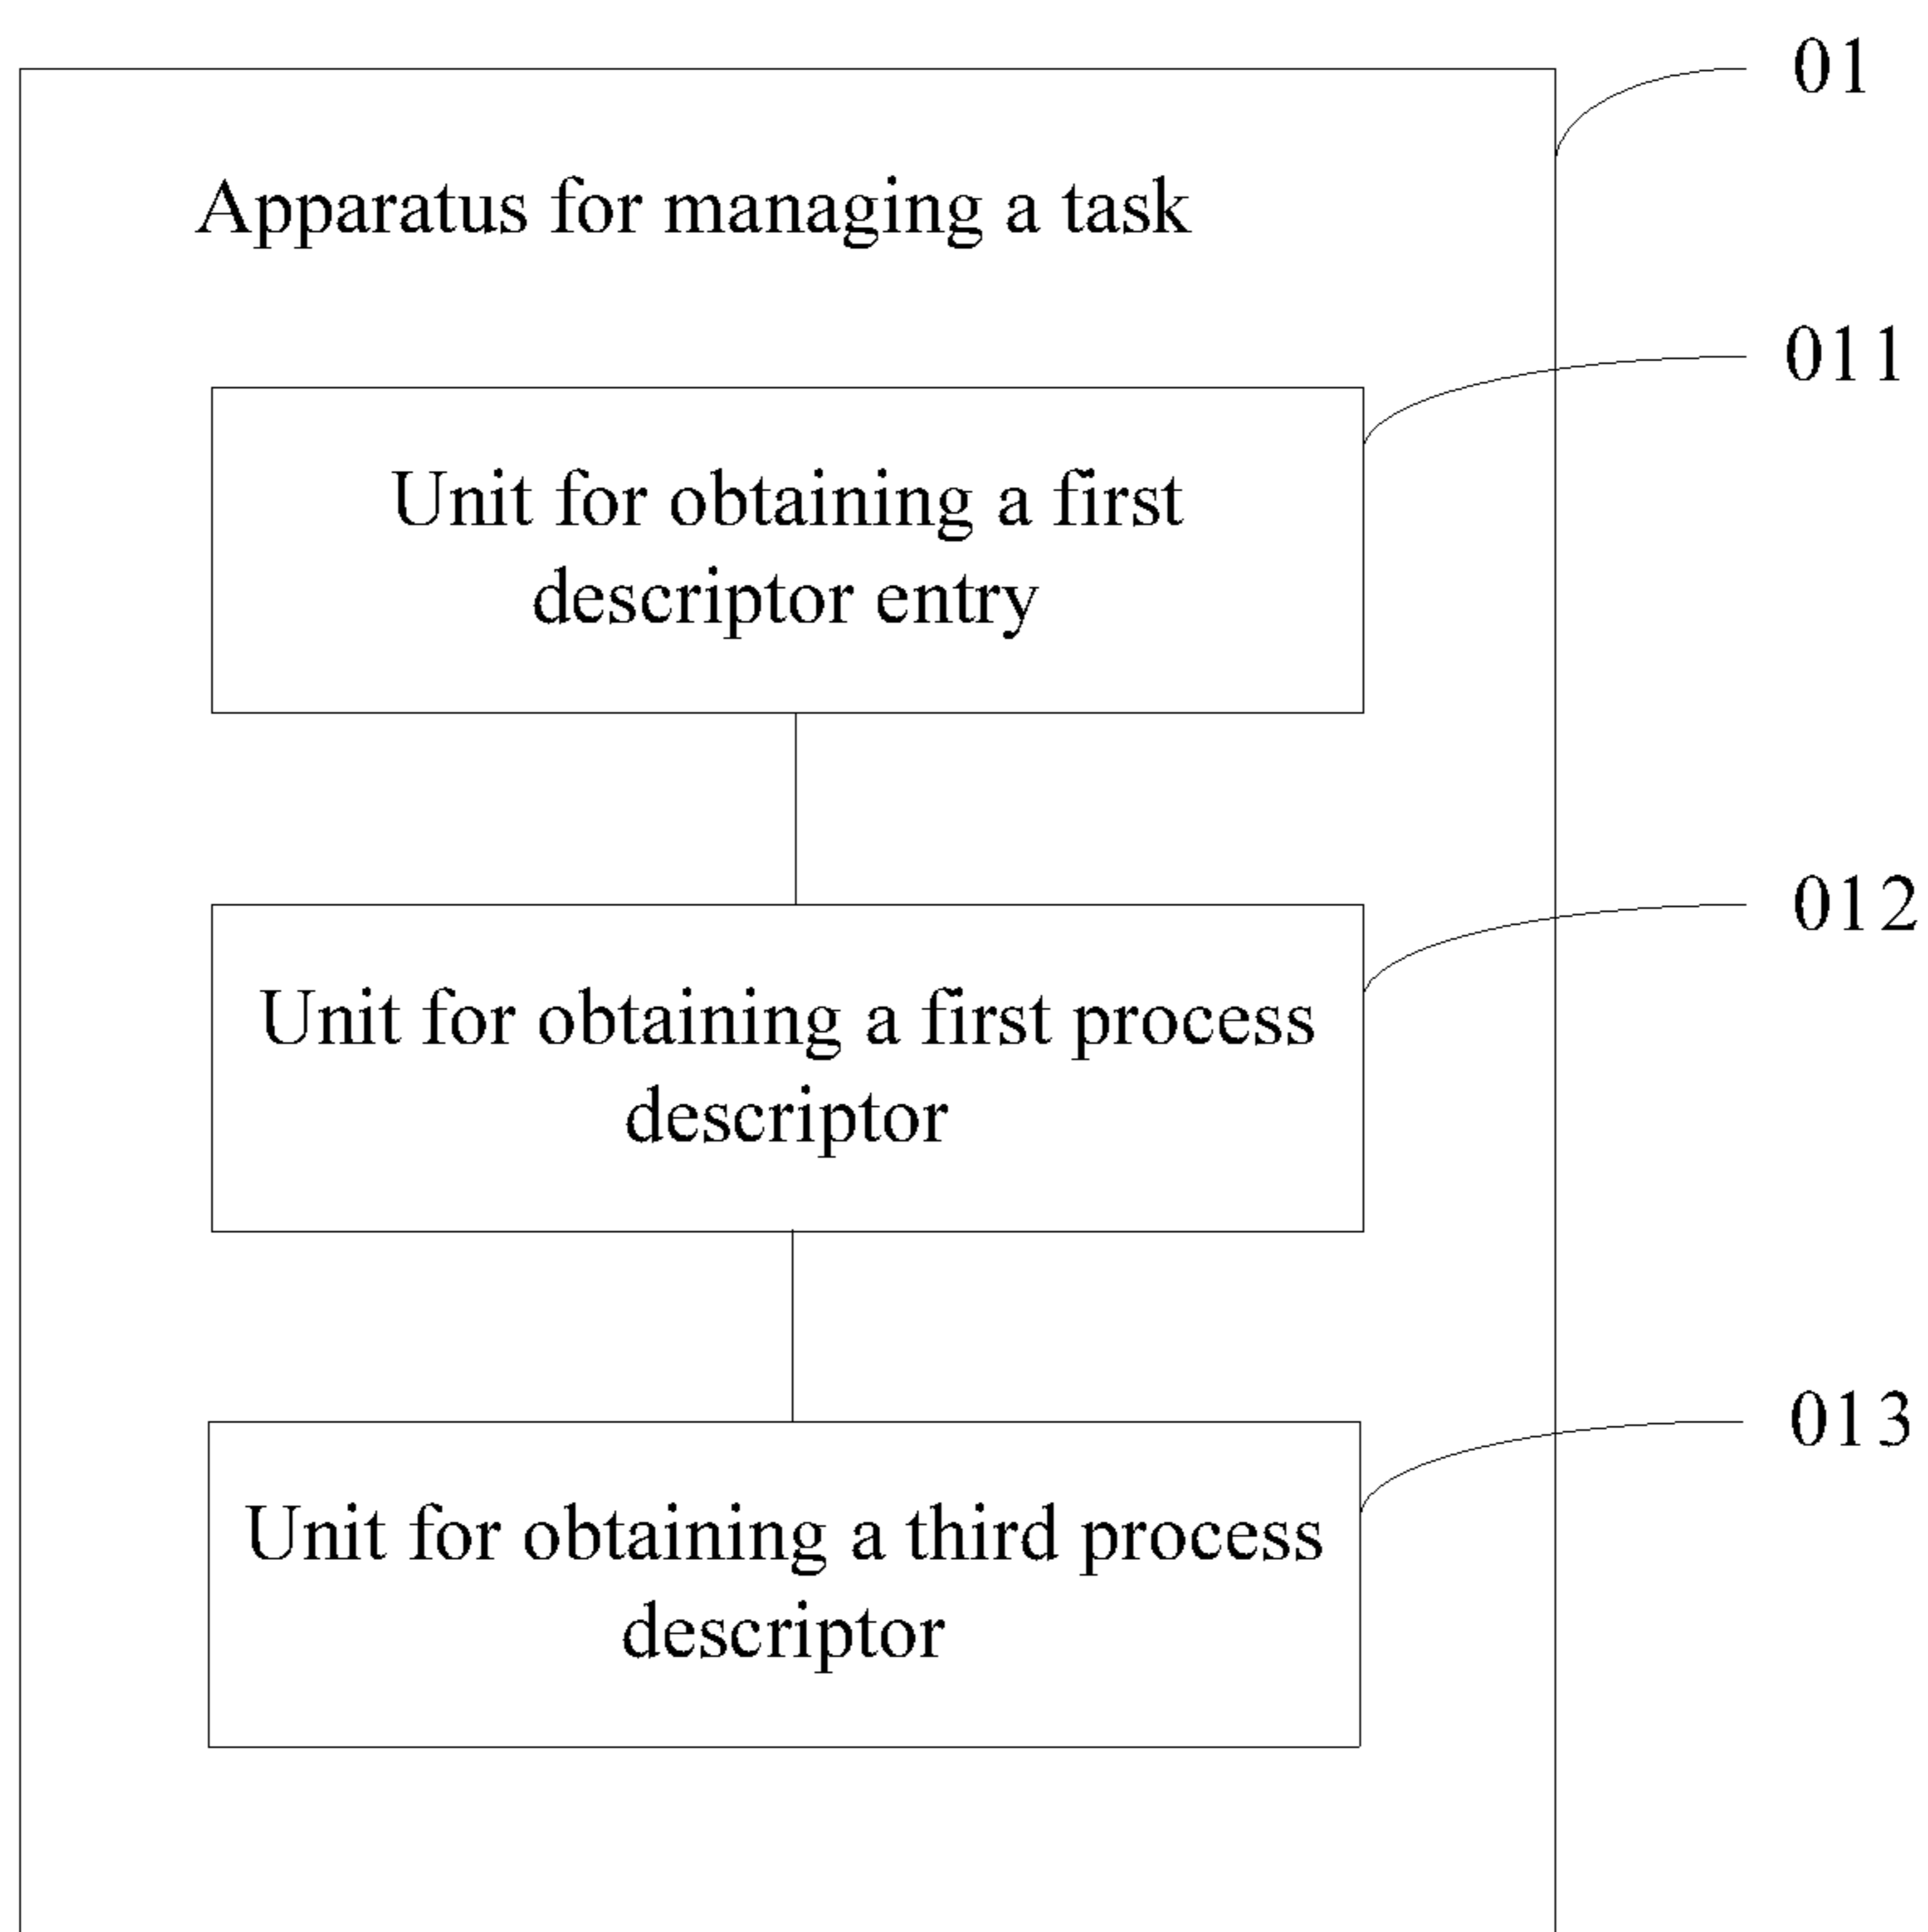 01
Apparatus for managing a task
011
Unit for obtaining a first
descriptor entry
012
Unit for obtaining a first process
descriptor
013
Unit for obtaining a third process
descriptor